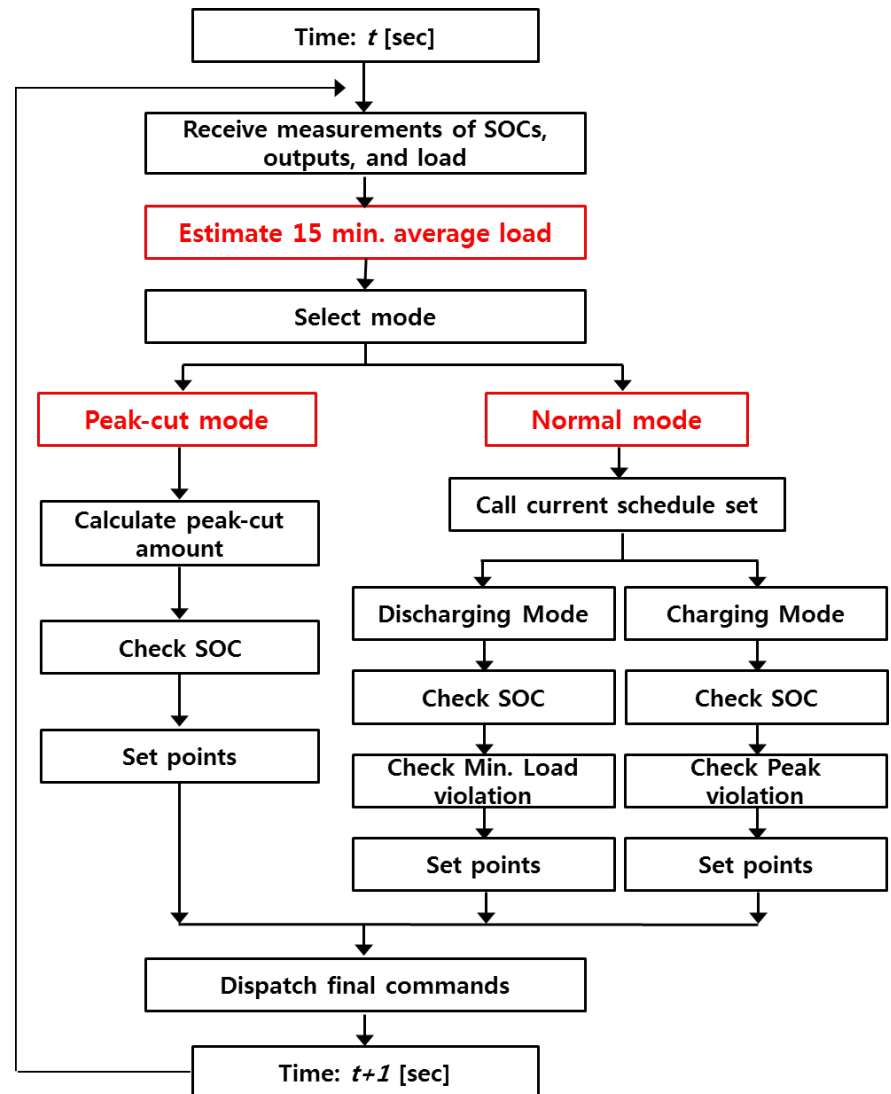 Time: t [sec]
Receive measurements of SOCs,
outputs, and load
Estimate 15 min. average load
Select mode
Peak-cut mode
Normal mode
Calculate peak-cut
amount
Check SOC
Set points
Call current schedule set
Discharging Mode
Charging Mode
Check SOC
Check SOC
Check Min. Load
violation
Check Peak
violation
Set points
Set points
Dispatch final commands
Time: t+1 [sec]